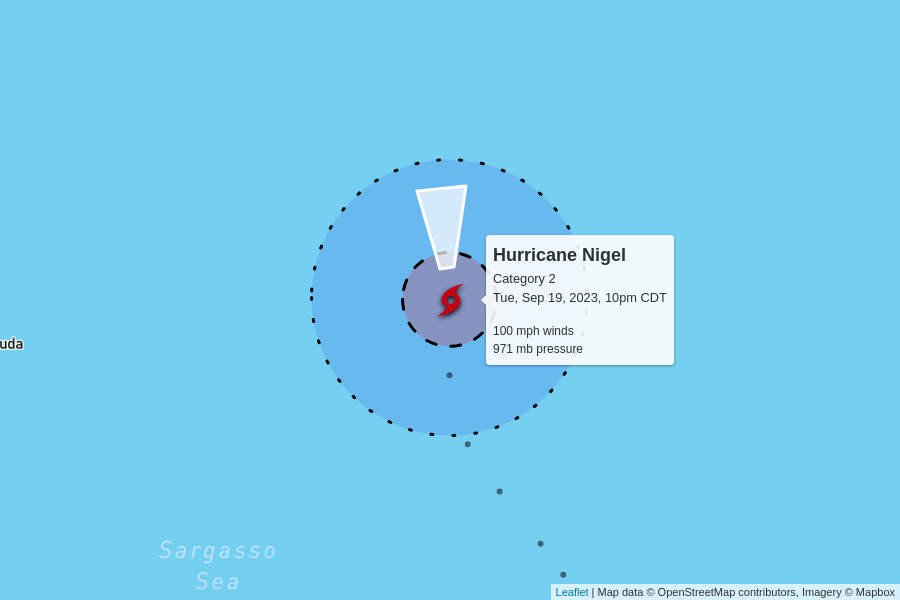 Hurricane Nigel
Category 2
Tue, Sep 19, 2023, 10pm CDT
100 mph winds
971 mb pressure
uda
Sargasso
Sea
Leaflet | Map data © OpenStreetMap contributors, Imagery © Mapbox